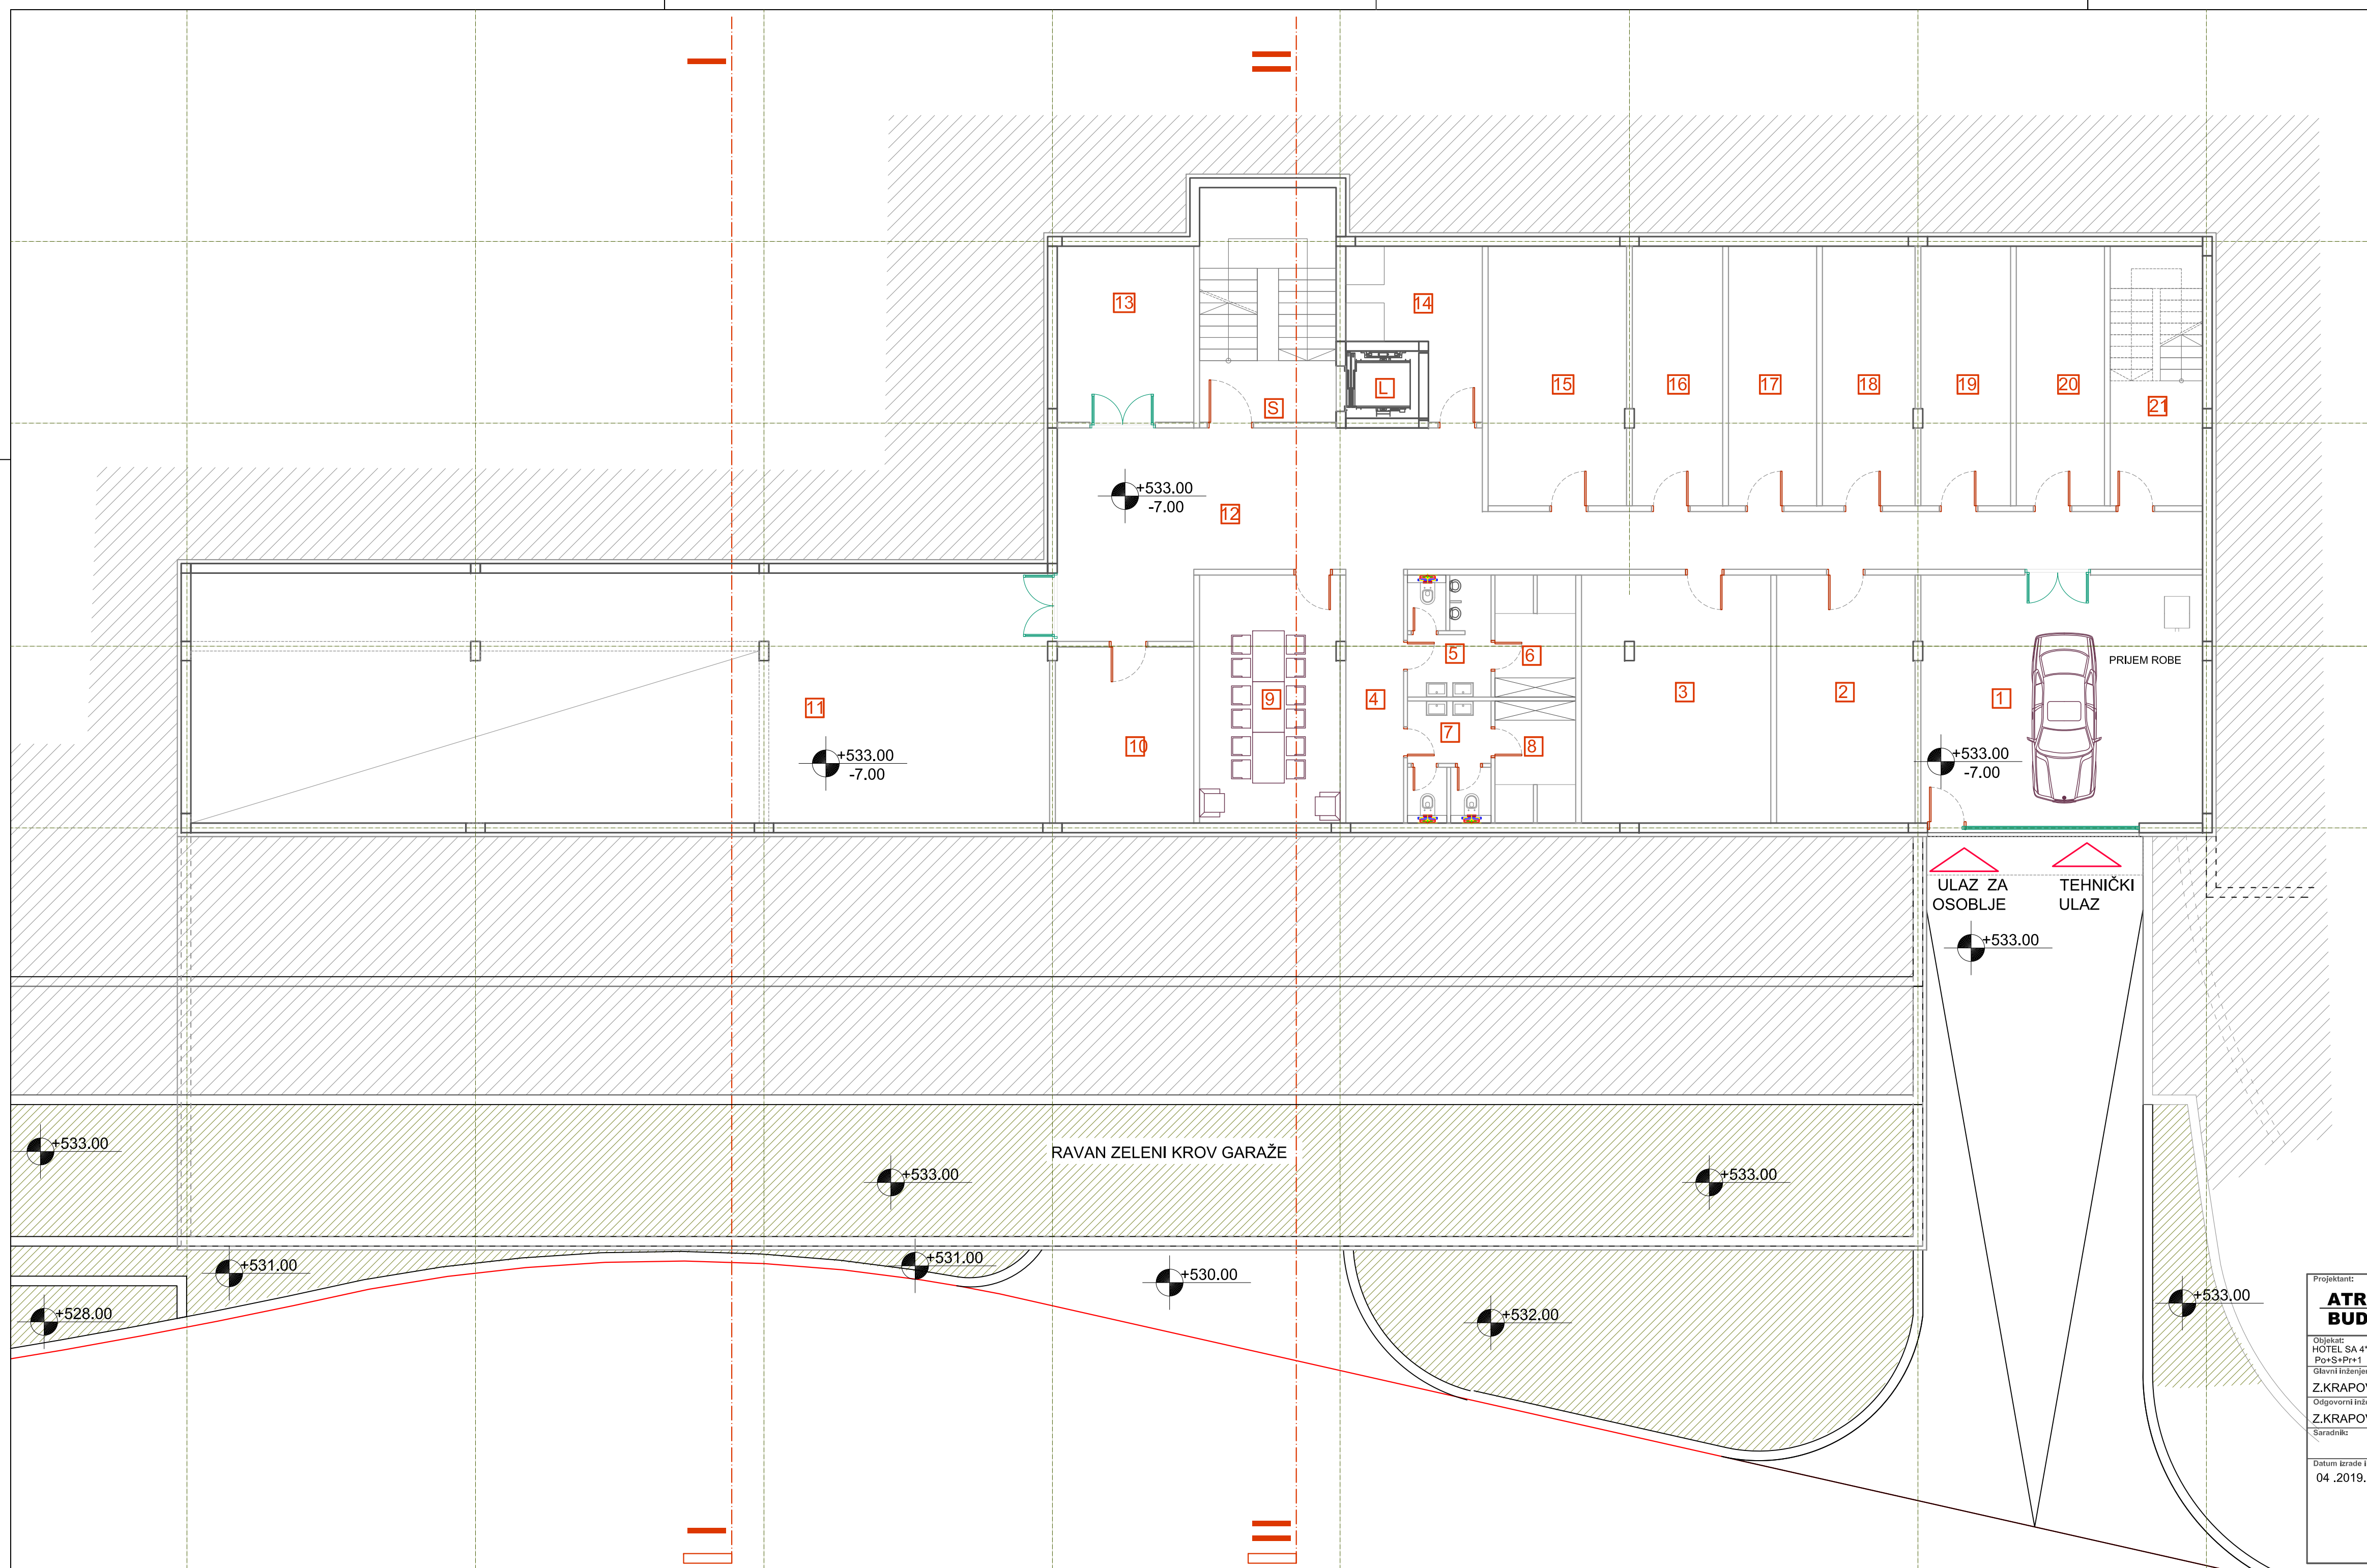 13
14
S
L
15
16
17
18
19
20
21
+533.00
-7.00
12
5
6
PRIJEM ROBE
11
10
9
4
7
8
3
2
1
+533.00
-7.00
+533.00
-7.00
ULAZ ZA
OSOBLJE
TEHNIČKI
ULAZ
+533.00
+533.00
RAVAN ZELENI KROV GARAŽE
+533.00
+533.00
+531.00
+531.00
+530.00
+528.00
+532.00
+533.00
Projektant:
ATR
BUD
Objekat:
HOTEL SA 4*
Po+S+Pr+1
Glavni inženjer
Z.KRAPOV
Odgovorni inže
Z.KRAPOV
Saradnik:
Datum izrade i
04 .2019.